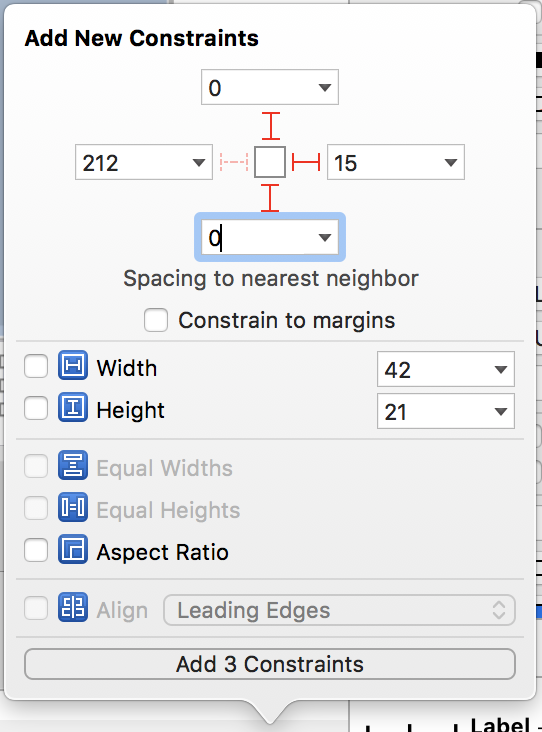 Add New Constraints
0
212
15
0
Spacing to nearest neighbor
Constrain to margins
Width
42
Height
21
Equal Widths
Equal Heights
Aspect Ratio
Align
Leading Edges
Add 3 Constraints
Label